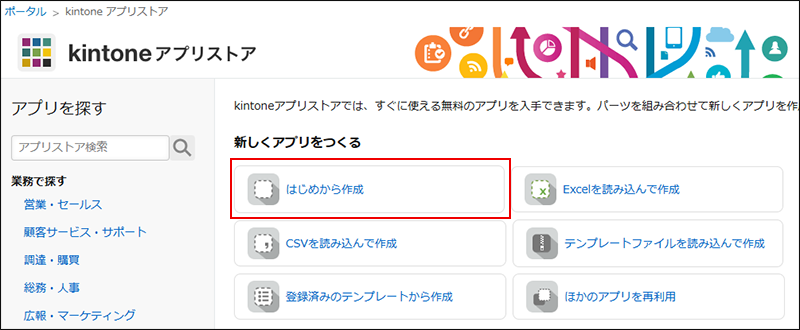 ポータル > kintone アプリストア
kintoneアプリストア
アプリを探す
アプリストア検索
業務で探す
営業・セールス
顧客サービス・サポート
調達・購買
総務・人事
広報・マーケティング
kintoneアプリストアでは、すぐに使える無料のアプリを入手できます。パーツを組み合わせて新しくアプリを作
新しくアプリをつくる
はじめから作成
Excelを読み込んで作成
CSVを読み込んで作成
テンプレートファイルを読み込んで作成
登録済みのテンプレートから作成
ほかのアプリを再利用